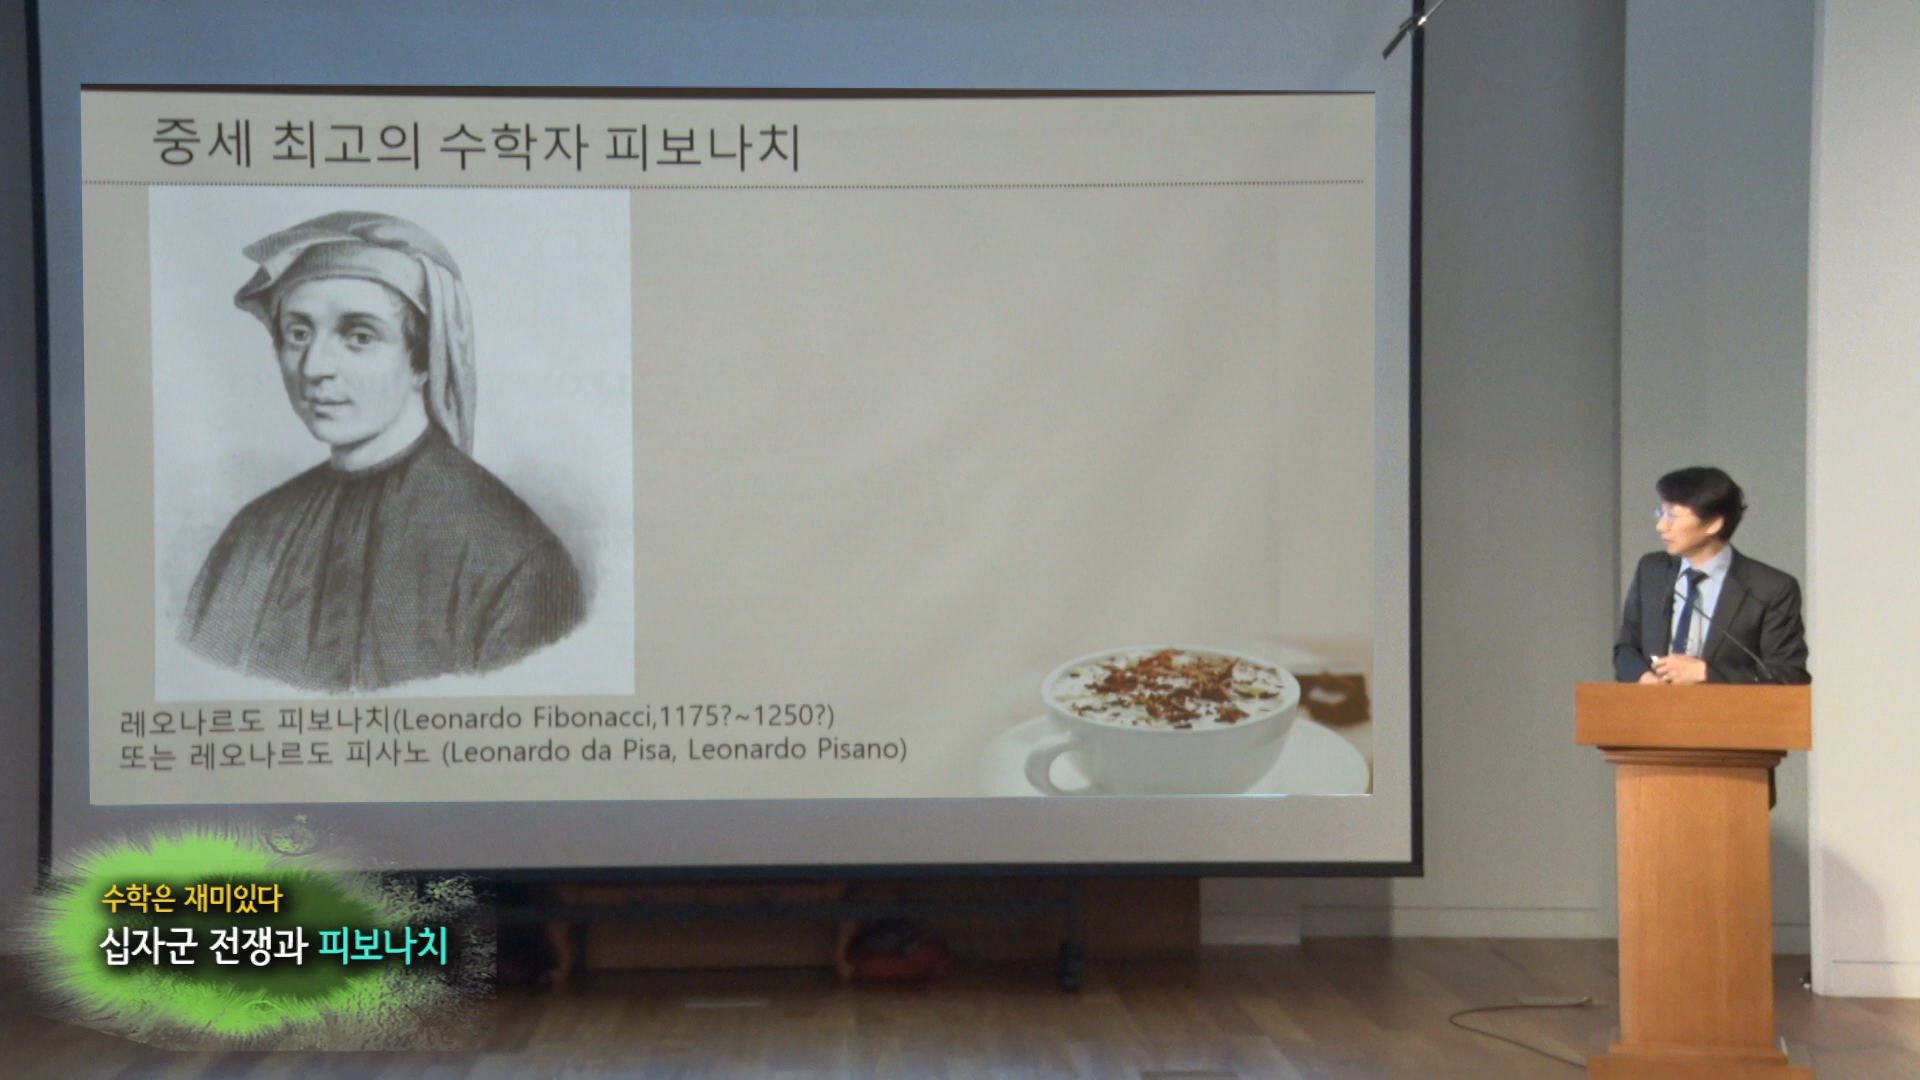 중세 최고의 수학자 피보나치
레오나르도 피보나치(Leonardo Fibonacci,1175?~1250?)
또는 레오나르도 피사노 (Leonardo da Pisa, Leonardo Pisano)
수학은 재미있다
십자군 전쟁과 피보나치